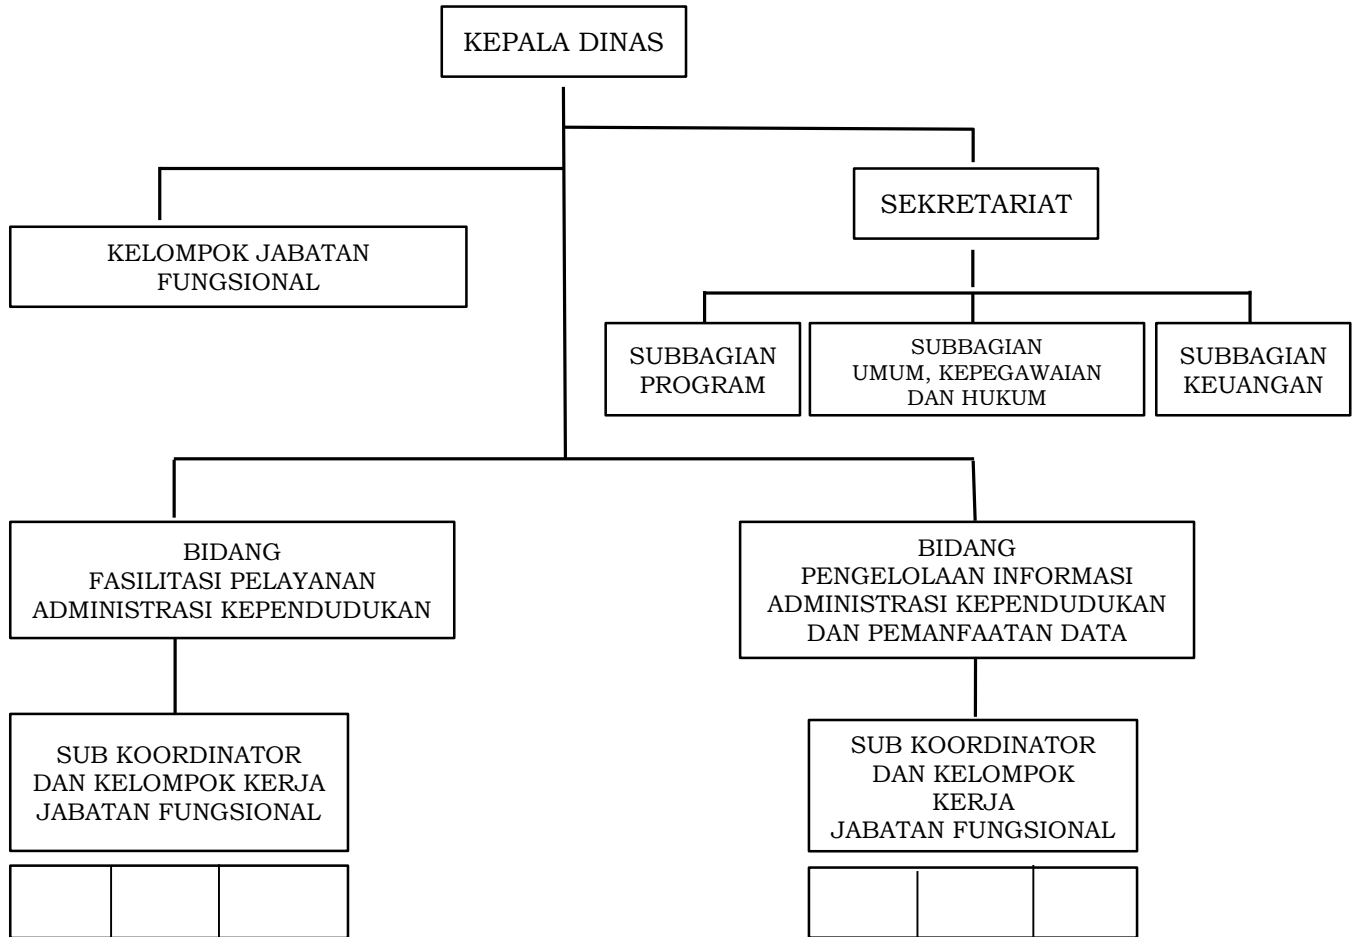 KEPALA DINAS
SEKRETARIAT
KELOMPOK JABATAN
FUNGSIONAL
SUBBAGIAN
PROGRAM
SUBBAGIAN
UMUM, KEPEGAWAIAN
DAN HUKUM
SUBBAGIAN
KEUANGAN
BIDANG
FASILITASI PELAYANAN
ADMINISTRASI KEPENDUDUKAN
BIDANG
PENGELOLAAN INFORMASI
ADMINISTRASI KEPENDUDUKAN
DAN PEMANFAATAN DATA
SUB KOORDINATOR
DAN KELOMPOK KERJA
JABATAN FUNGSIONAL
SUB KOORDINATOR
DAN KELOMPOK
KERJA
JABATAN FUNGSIONAL